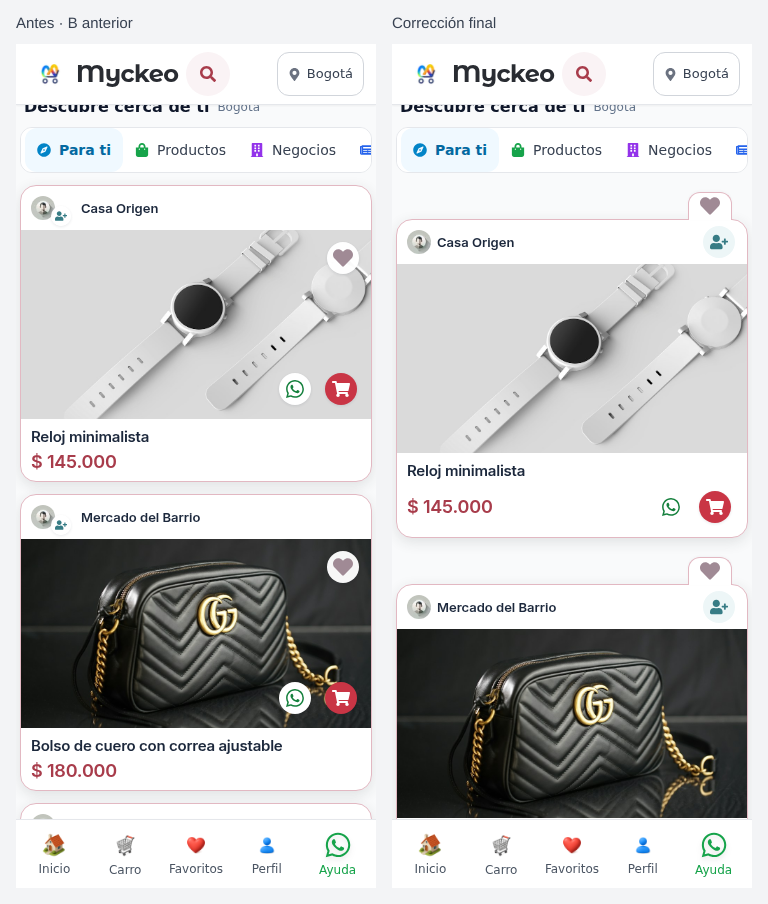 Antes · B anterior
Myckeo
Bogotá
Descubre cerca de ti Bogotá
Para ti
Productos
Negocios
Casa Origen
Reloj minimalista
$ 145.000
Mercado del Barrio
Bolso de cuero con correa ajustable
$ 180.000
Inicio
Carro
Favoritos
Perfil
Ayuda
Corrección final
Myckeo
Bogotá
Descubre cerca de ti Bogotá
Para ti
Productos
Negocios
Casa Origen
Reloj minimalista
$ 145.000
Mercado del Barrio
Inicio
Carro
Favoritos
Perfil
Ayuda